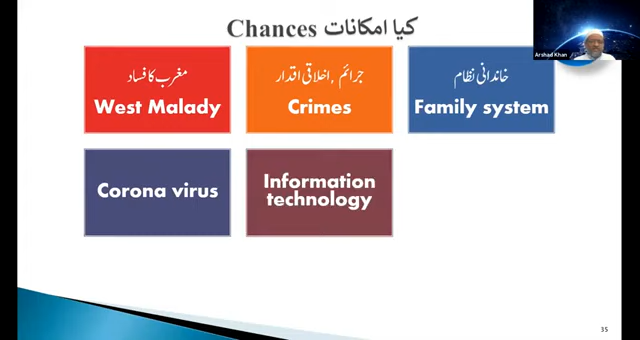 کیا امکانات Chances
مغرب کا فساد
West Malady
جرائم , اخلاقی اقدار
Crimes
خاندانی نظام
Family system
Corona virus
Information
technology
Arshad Khan
35